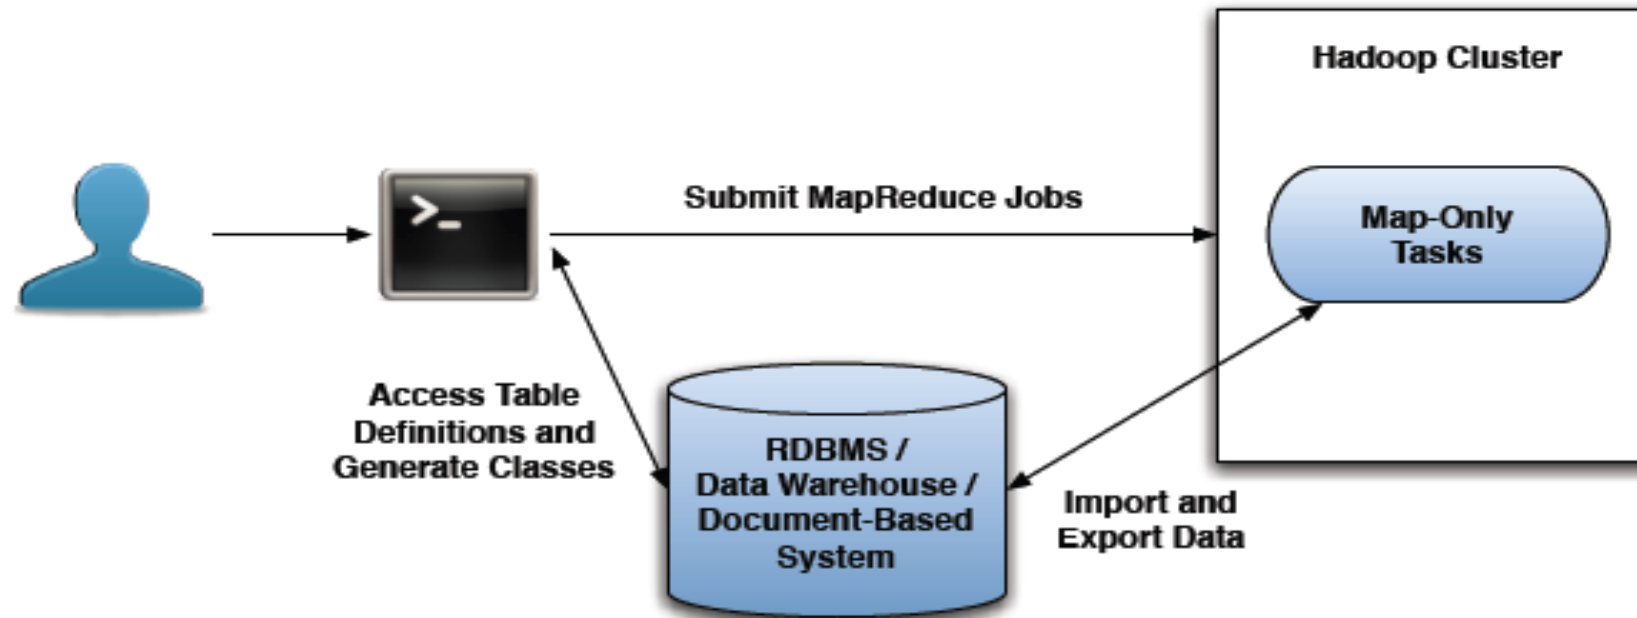 Hadoop Cluster
Submit MapReduce Jobs
Map-Only
Tasks
>_
Access Table
Definitions and
Generate Classes
RDBMS /
Data Warehouse /
Document-Based
System
Import and
Export Data